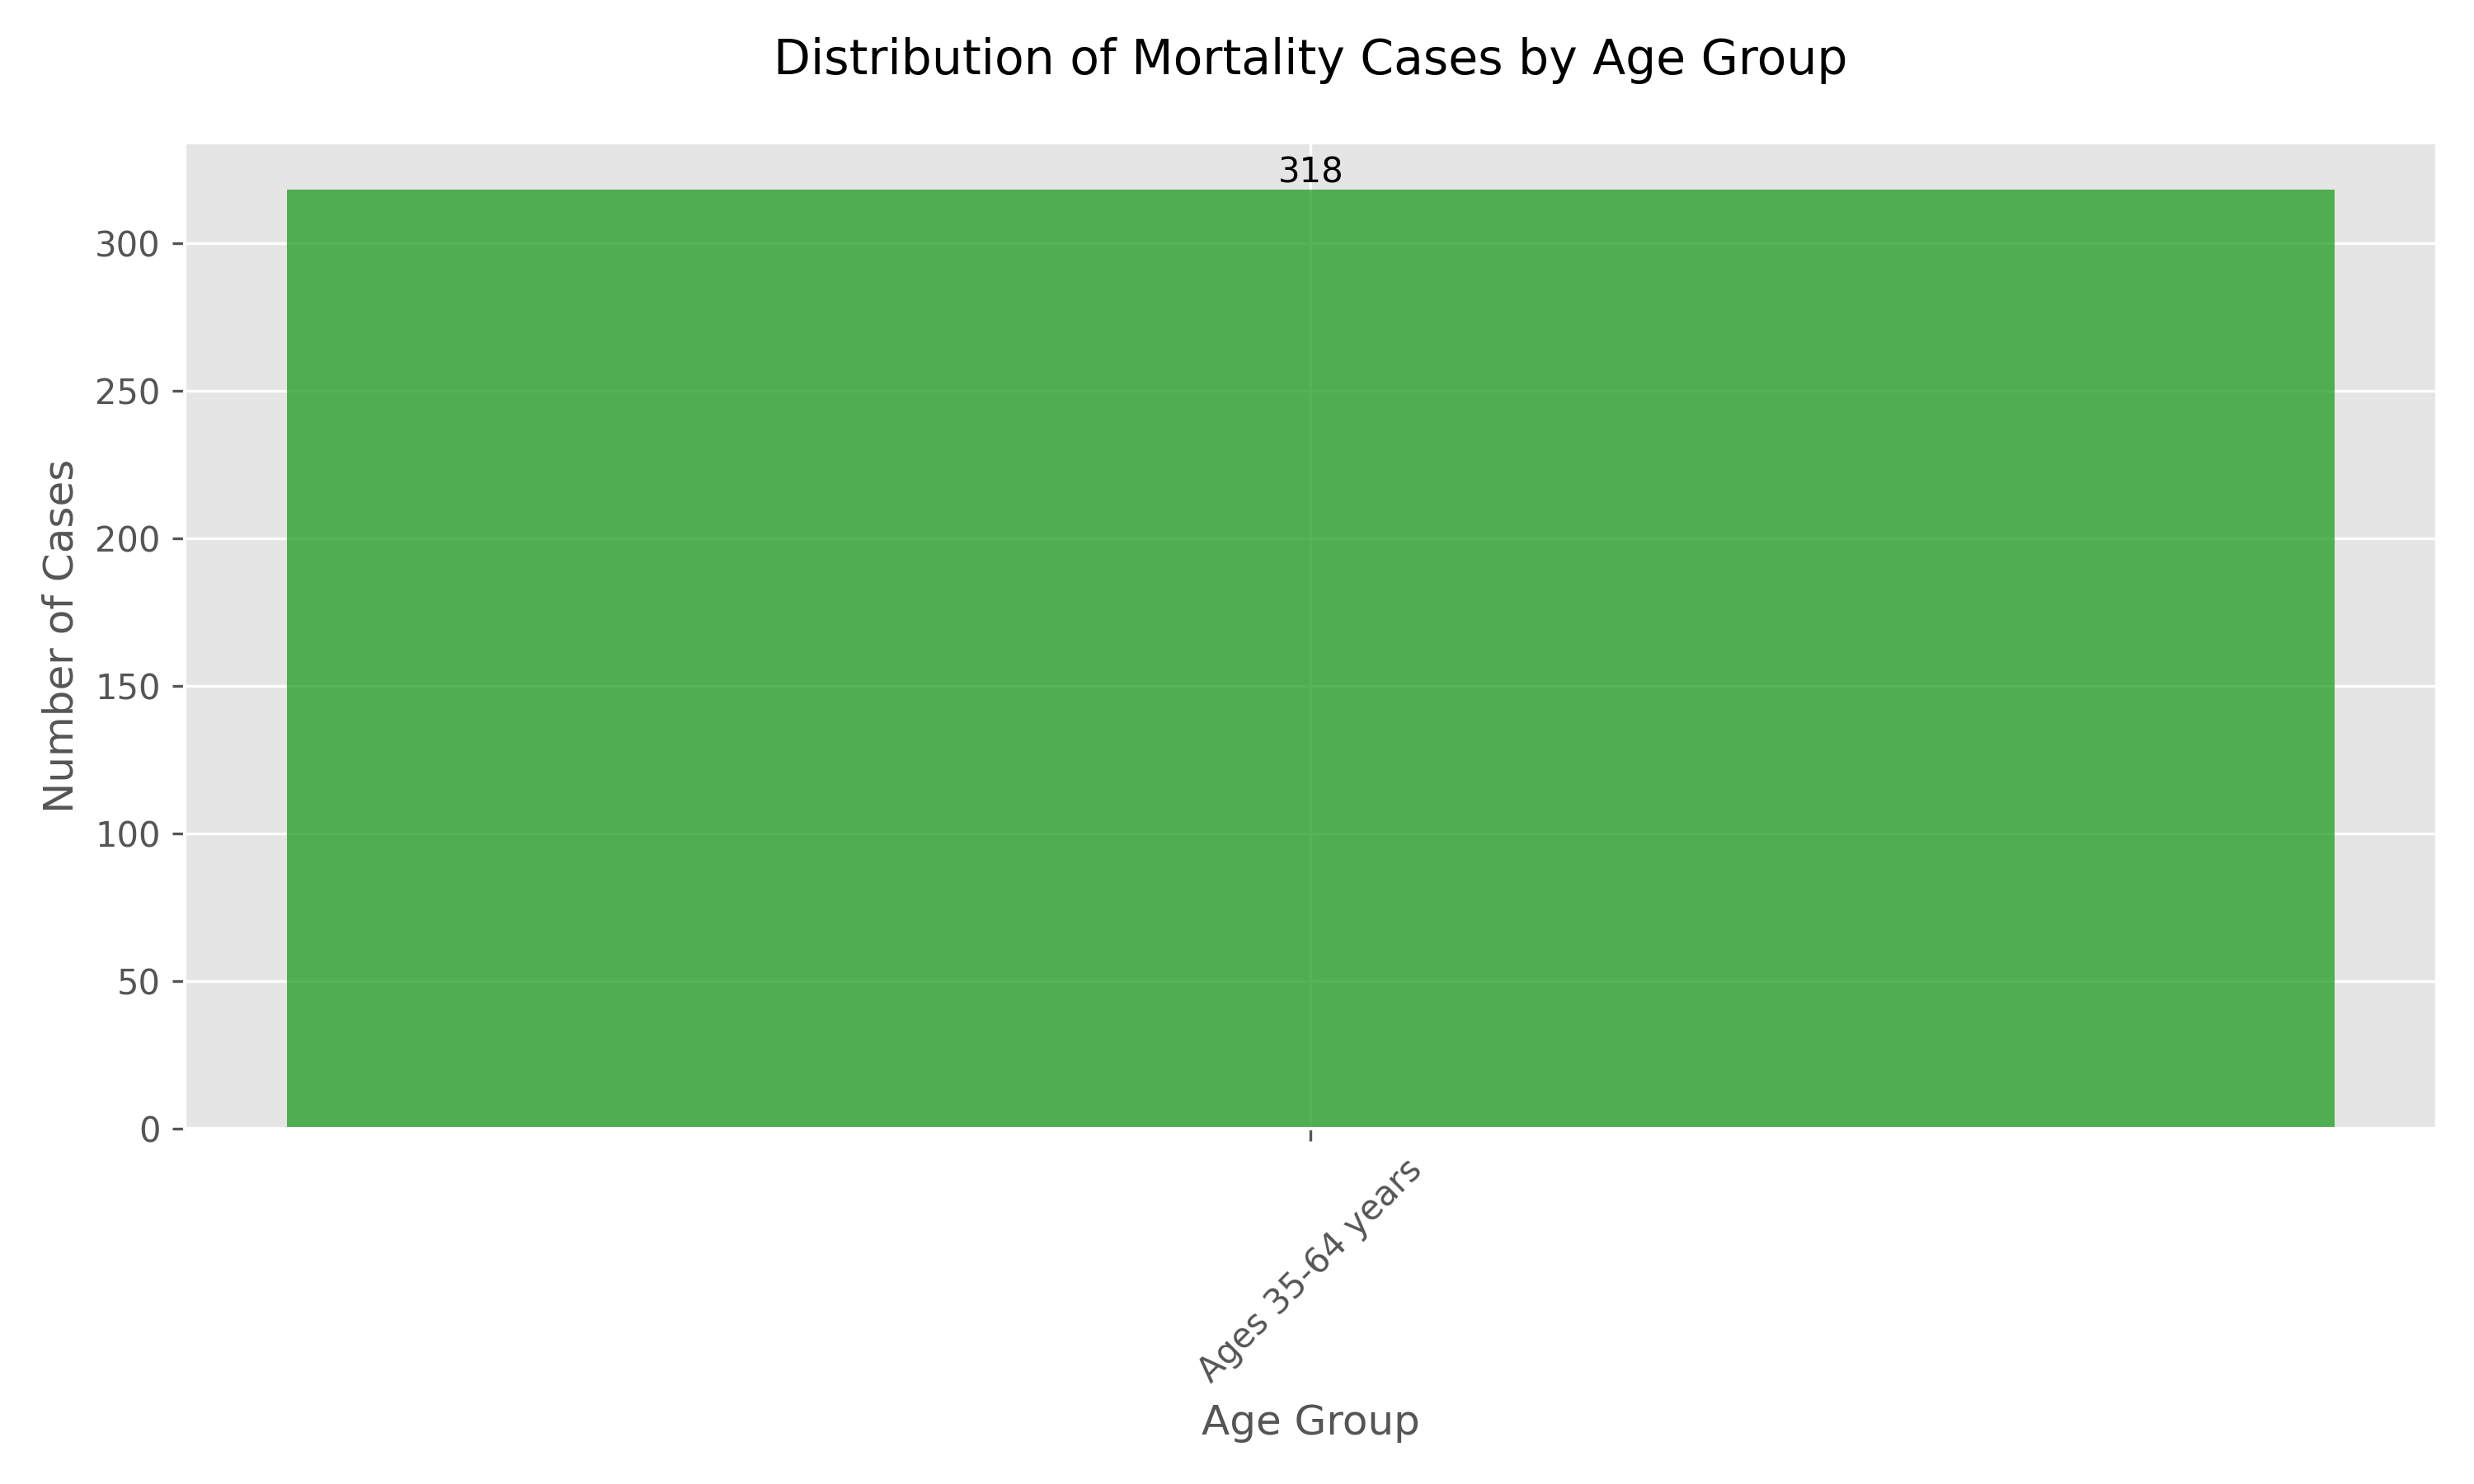 Distribution of Mortality Cases by Age Group
318
300
250
200
150
100
50
0
Number of Cases
Ages 35-64 years
Age Group